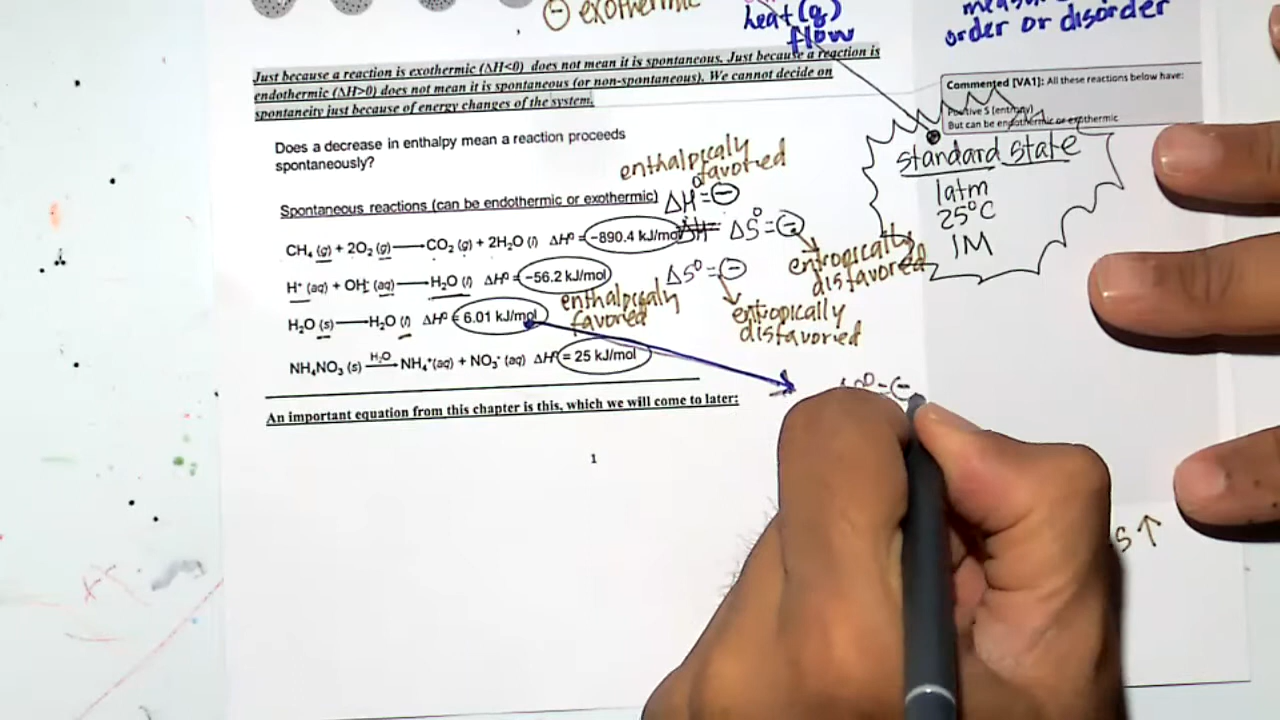 ⊖ exothermic
heat (q)
flow
order or disorder
Just because a reaction is exothermic (ΔH<0) does not mean it is spontaneous. Just because a reaction is
endothermic (ΔH>0) does not mean it is spontaneous (or non-spontaneous). We cannot decide on
spontaneity just because of energy changes of the system.
Commented [VA1]: All these reactions below have:
Positive S (entropy)
But can be endothermic or exothermic
Does a decrease in enthalpy mean a reaction proceeds
spontaneously?
enthalpically
favored
standard state
1atm
25°C
1M
Spontaneous reactions (can be endothermic or exothermic)
ΔH° = ⊖
CH₄ (g) + 2O₂ (g) CO₂ (g) + 2H₂O (l) ΔH⁰ = −890.4 kJ/mol
ΔS° = ⊖
entropically
disfavored
H⁺ (aq) + OH⁻ (aq) H₂O (l) ΔH⁰ = −56.2 kJ/mol
ΔS° = ⊖
enthalpically
favored
entropically
disfavored
H₂O (s) H₂O (l) ΔH⁰ = 6.01 kJ/mol
NH₄NO₃ (s) H₂O NH₄⁺(aq) + NO₃⁻ (aq) ΔH⁰ = 25 kJ/mol
An important equation from this chapter is this, which we will come to later:
1
S ↑